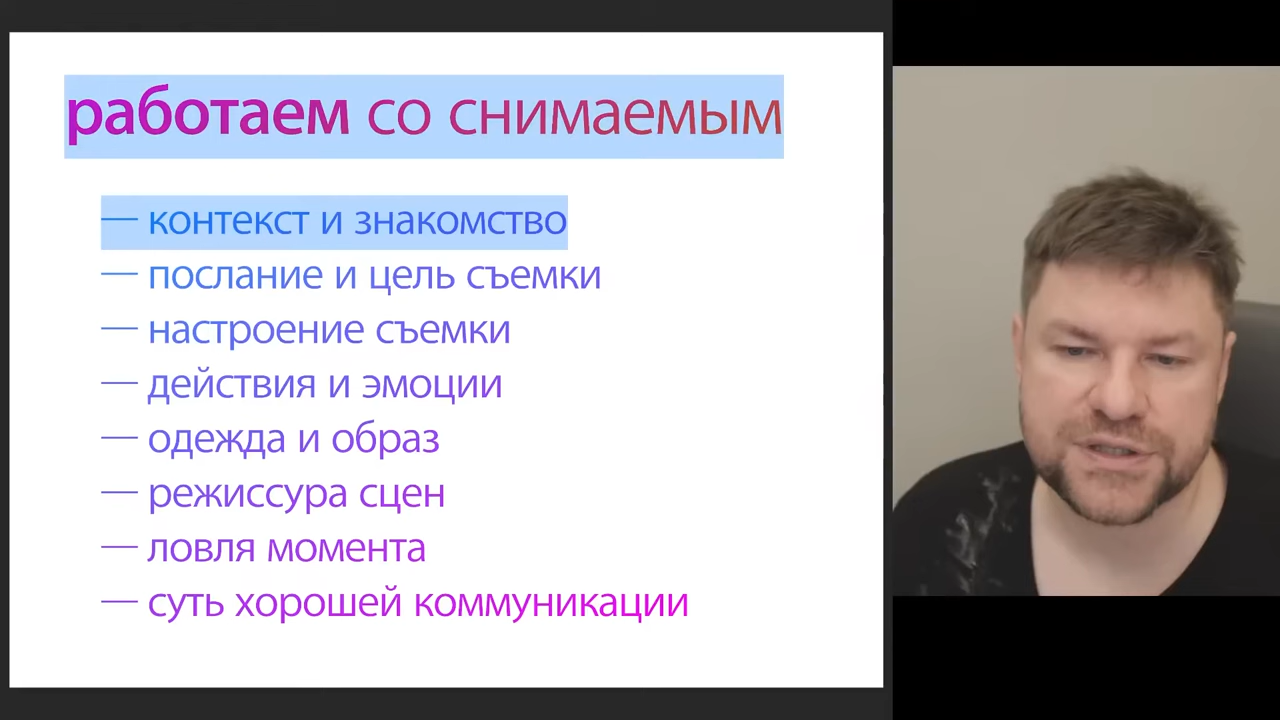 работаем со снимаемым
— контекст и знакомство
— послание и цель съемки
— настроение съемки
— действия и эмоции
— одежда и образ
— режиссура сцен
— ловля момента
— суть хорошей коммуникации